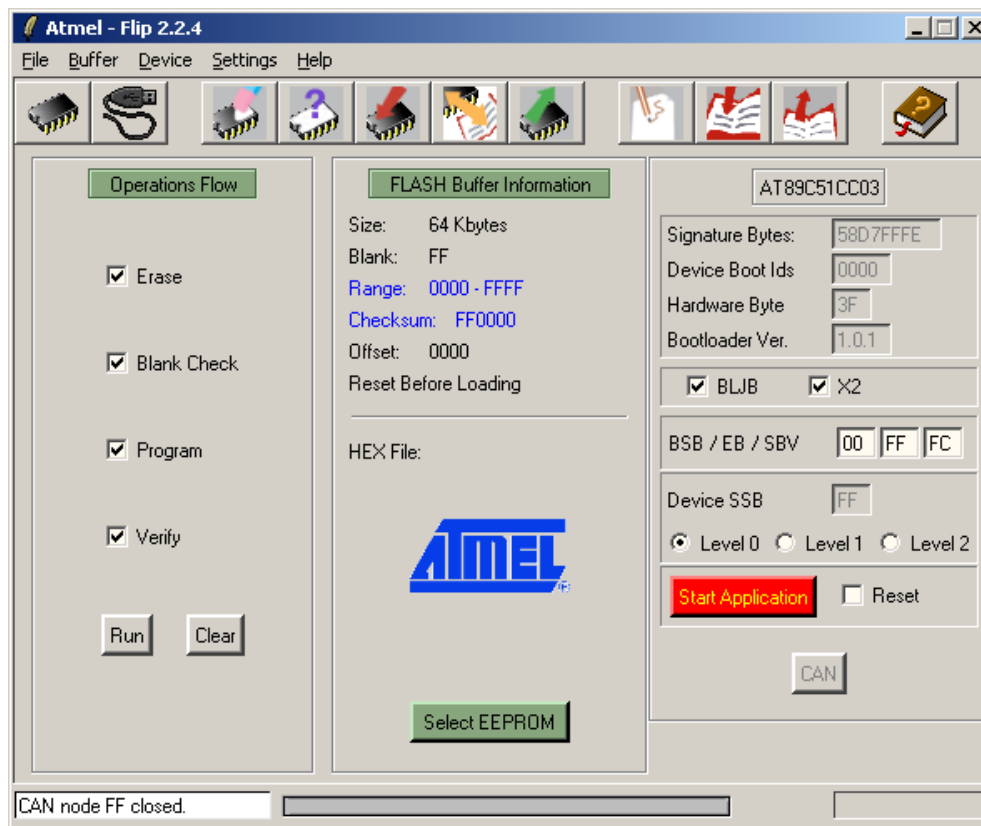 Atmel - Flip 2.2.4
File Buffer Device Settings Help
Operations Flow
Erase
Blank Check
Program
Verify
Run Clear
FLASH Buffer Information
Size: 64 Kbytes
Blank: FF
Range: 0000 - FFFF
Checksum: FF0000
Offset: 0000
Reset Before Loading
HEX File:
ATMEL ®
Select EEPROM
AT89C51CC03
Signature Bytes: 58D7FFFE
Device Boot Ids 0000
Hardware Byte 3F
Bootloader Ver. 1.0.1
BLJB X2
BSB / EB / SBV 00 FF FC
Device SSB FF
Level 0 Level 1 Level 2
Start Application Reset
CAN
CAN node FF closed.